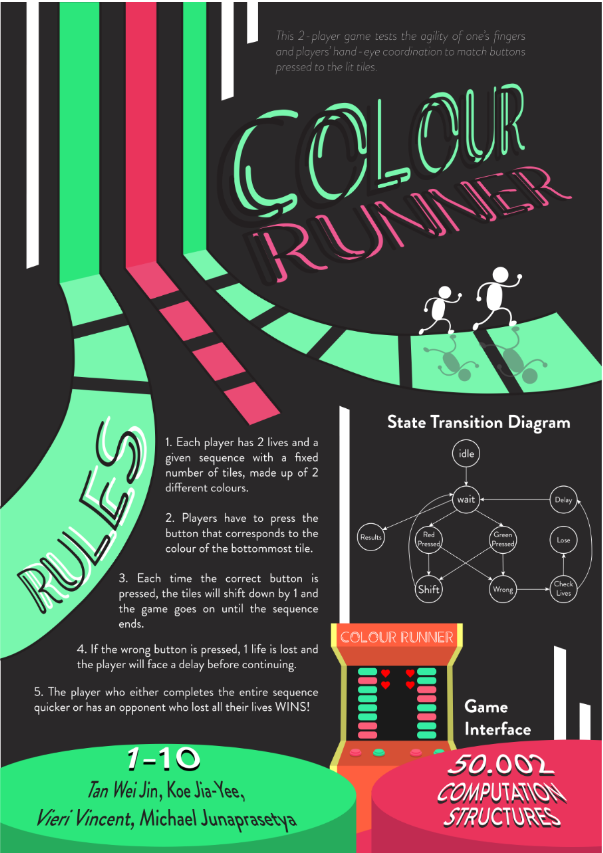 This 2-player game tests the agility of one's fingers
and players' hand-eye coordination to match buttons
pressed to the lit tiles.
COLOUR
RUNNER
RULES
1. Each player has 2 lives and a
given sequence with a fixed
number of tiles, made up of 2
different colours.
2. Players have to press the
button that corresponds to the
colour of the bottommost tile.
3. Each time the correct button is
pressed, the tiles will shift down by 1 and
the game goes on until the sequence
ends.
4. If the wrong button is pressed, 1 life is lost and
the player will face a delay before continuing.
5. The player who either completes the entire sequence
quicker or has an opponent who lost all their lives WINS!
State Transition Diagram
idle
wait
Delay
Results
Red
Pressed
Green
Pressed
Lose
Shift
Wrong
Check
Lives
COLOUR RUNNER
Game
Interface
1-10
Tan Wei Jin, Koe Jia-Yee,
Vieri Vincent, Michael Junaprasetya
50.002
COMPUTATION
STRUCTURES